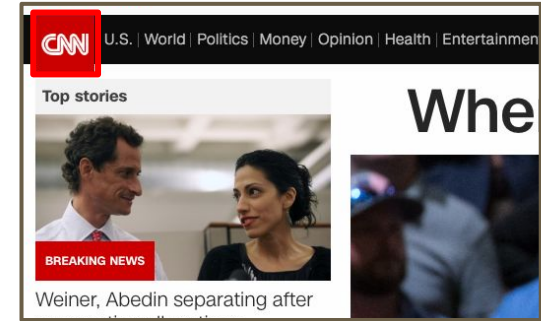 CNN U.S. World Politics Money Opinion Health Entertainmen
Top stories
Whe
BREAKING NEWS
Weiner, Abedin separating after